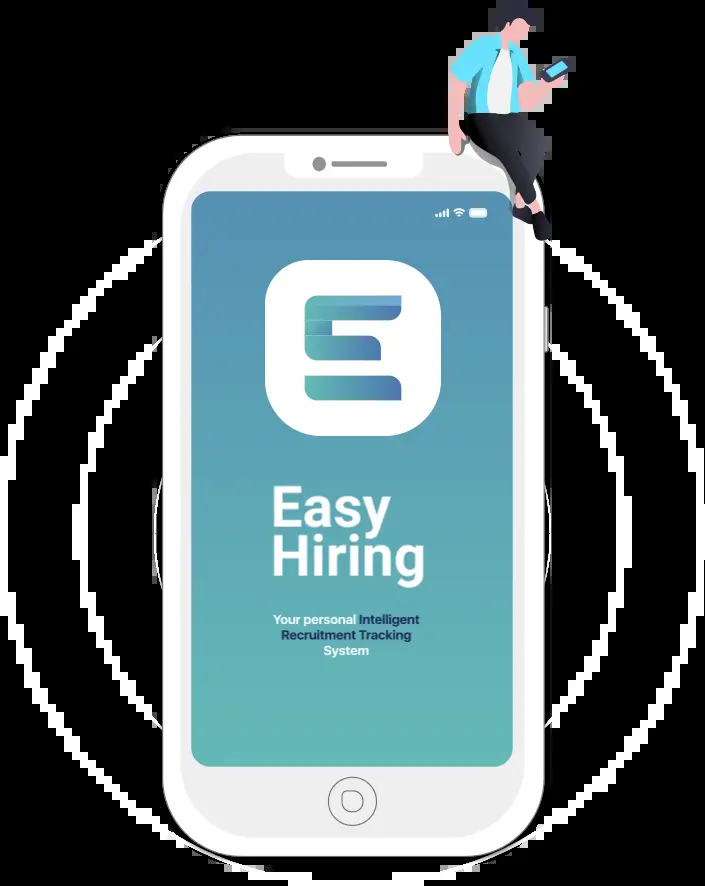 Easy
Hiring
Your personal Intelligent
Recruitment Tracking
System